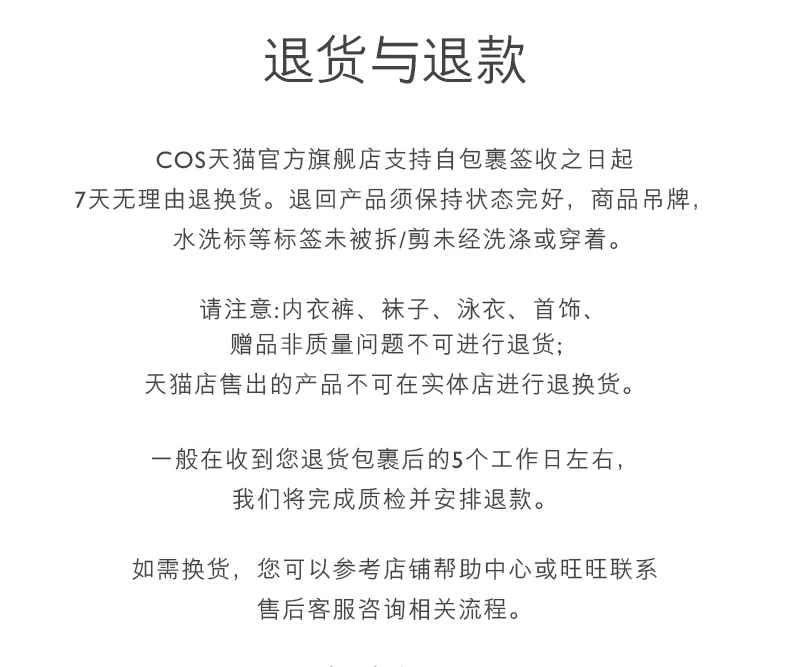 退货与退款
COS天猫官方旗舰店支持自包裹签收之日起
7天无理由退换货。退回产品须保持状态完好，商品吊牌，
水洗标等标签未被拆/剪未经洗涤或穿着。
请注意:内衣裤、袜子、泳衣、首饰、
赠品非质量问题不可进行退货;
天猫店售出的产品不可在实体店进行退换货。
一般在收到您退货包裹后的5个工作日左右，
我们将完成质检并安排退款。
如需换货，您可以参考店铺帮助中心或旺旺联系
售后客服咨询相关流程。